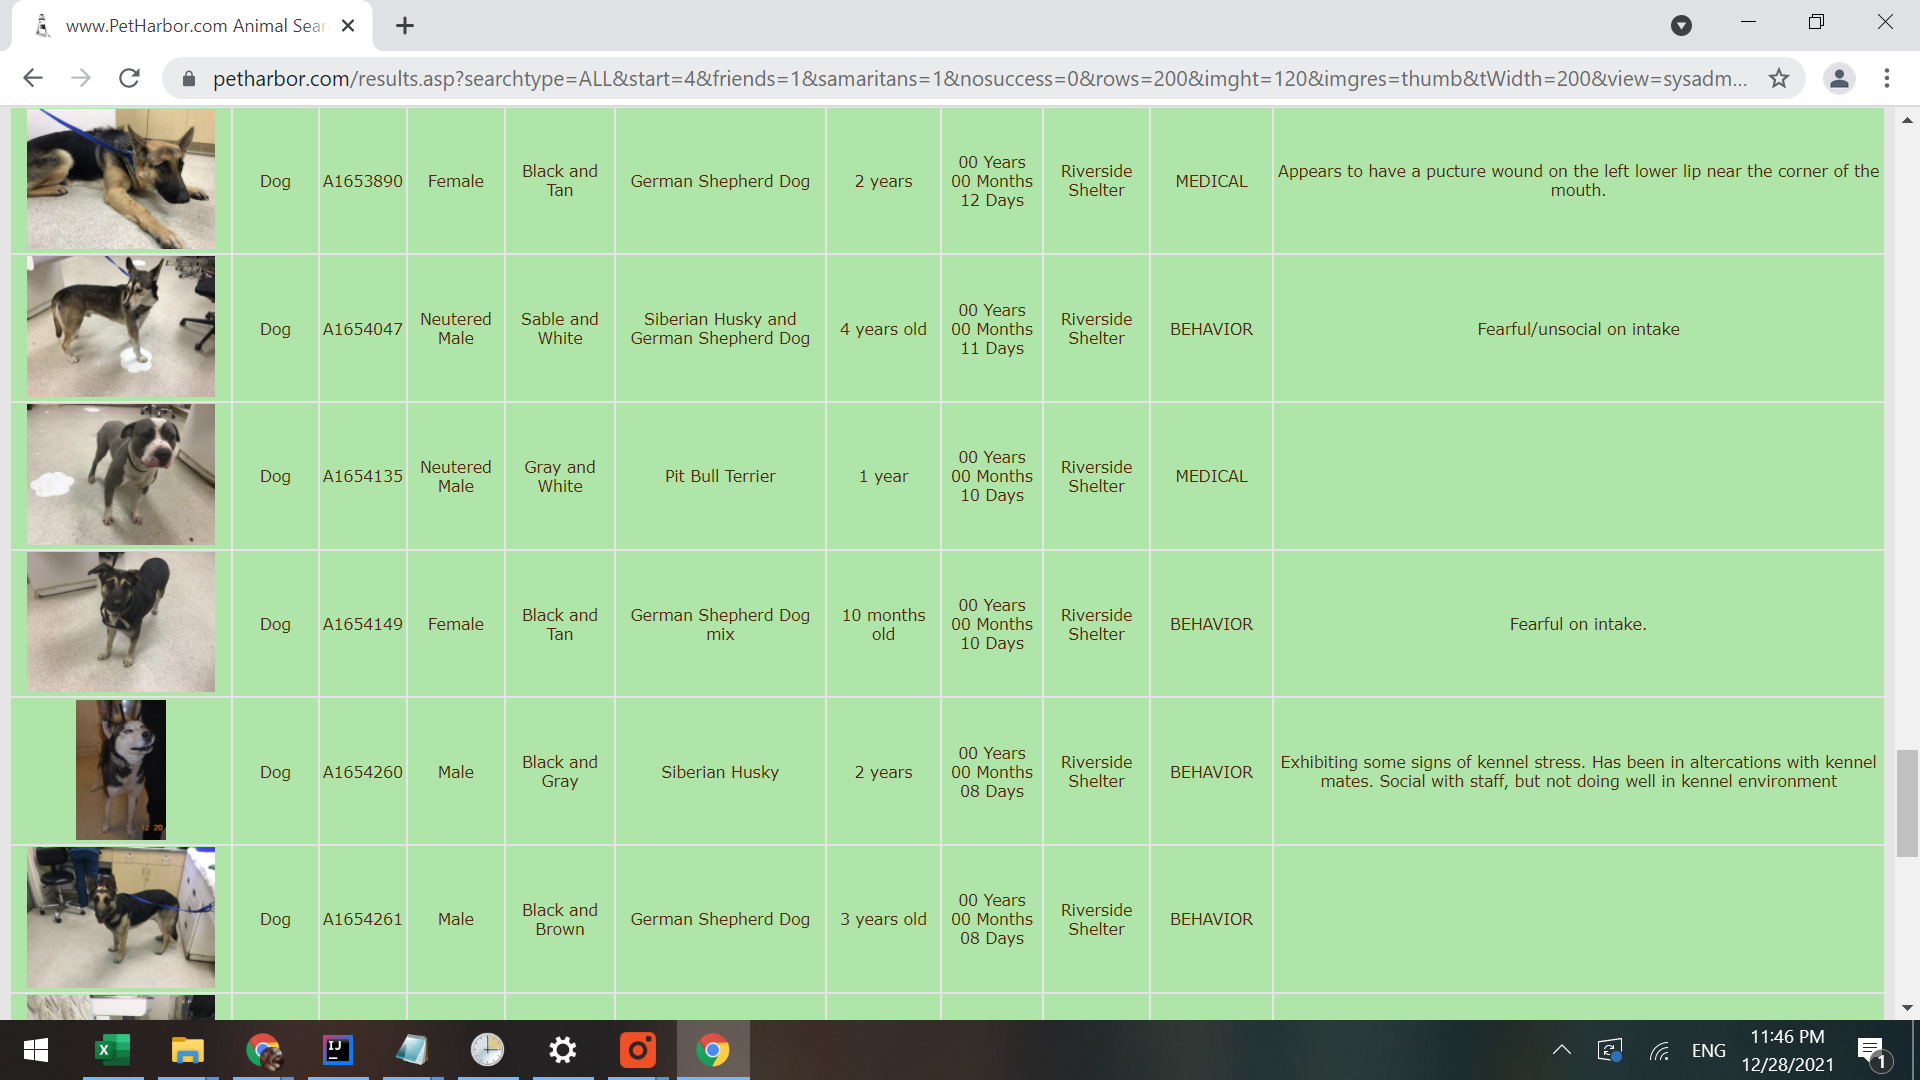 www.PetHarbor.com Animal Sear
petharbor.com/results.asp?searchtype=ALL&start=4&friends=1&samaritans=1&nosuccess=0&rows=200&imght=120&imgres=thumb&tWidth=200&view=sysadm...
Dog
A1653890
Female
Black and
Tan
German Shepherd Dog
2 years
00 Years
00 Months
12 Days
Riverside
Shelter
MEDICAL
Appears to have a pucture wound on the left lower lip near the corner of the
mouth.
Dog
A1654047
Neutered
Male
Sable and
White
Siberian Husky and
German Shepherd Dog
4 years old
00 Years
00 Months
11 Days
Riverside
Shelter
BEHAVIOR
Fearful/unsocial on intake
Dog
A1654135
Neutered
Male
Gray and
White
Pit Bull Terrier
1 year
00 Years
00 Months
10 Days
Riverside
Shelter
MEDICAL
Dog
A1654149
Female
Black and
Tan
German Shepherd Dog
mix
10 months
old
00 Years
00 Months
10 Days
Riverside
Shelter
BEHAVIOR
Fearful on intake.
12 20
Dog
A1654260
Male
Black and
Gray
Siberian Husky
2 years
00 Years
00 Months
08 Days
Riverside
Shelter
BEHAVIOR
Exhibiting some signs of kennel stress. Has been in altercations with kennel
mates. Social with staff, but not doing well in kennel environment
Dog
A1654261
Male
Black and
Brown
German Shepherd Dog
3 years old
00 Years
00 Months
08 Days
Riverside
Shelter
BEHAVIOR
X
IJ
ENG
11:46 PM
12/28/2021
1